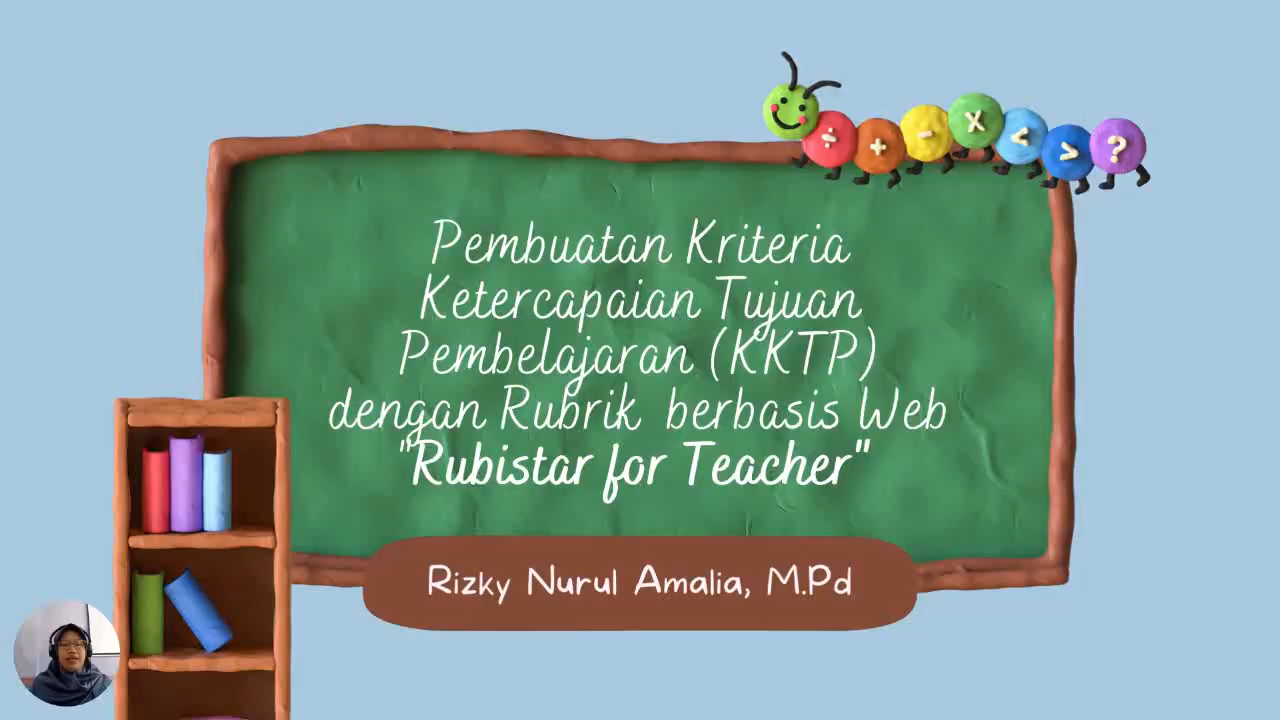 ÷ + - x < > ?
Pembuatan Kriteria
Ketercapaian Tujuan
Pembelajaran (KKTP)
dengan Rubrik berbasis Web
"Rubistar for Teacher"
Rizky Nurul Amalia, M.Pd